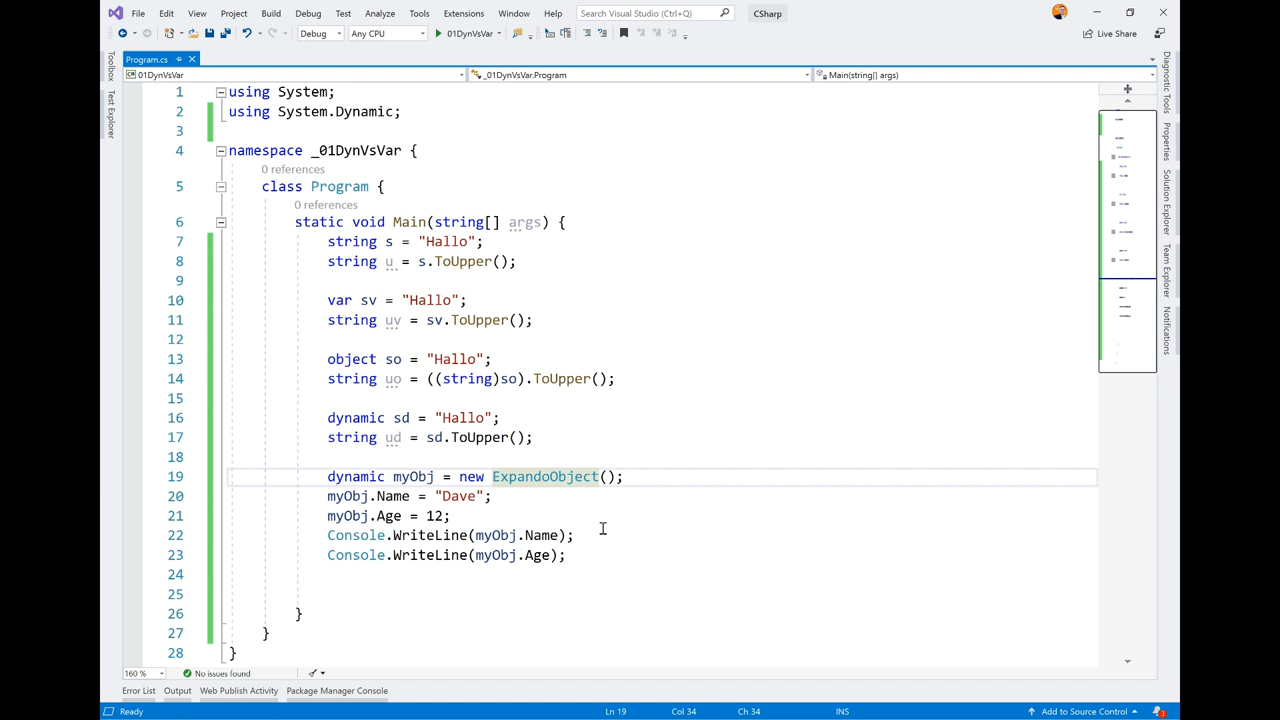 File Edit View Project Build Debug Test Analyze Tools Extensions Window Help Search Visual Studio (Ctrl+Q) CSharp
Debug Any CPU 01DynVsVar Live Share
Program.cs
01DynVsVar _01DynVsVar.Program Main(string[] args)
Toolbox
Test Explorer
1 using System;
2 using System.Dynamic;
3
4 namespace _01DynVsVar {
0 references
5 class Program {
0 references
6 static void Main(string[] args) {
7 string s = "Hallo";
8 string u = s.ToUpper();
9
10 var sv = "Hallo";
11 string uv = sv.ToUpper();
12
13 object so = "Hallo";
14 string uo = ((string)so).ToUpper();
15
16 dynamic sd = "Hallo";
17 string ud = sd.ToUpper();
18
19 dynamic myObj = new ExpandoObject();
20 myObj.Name = "Dave";
21 myObj.Age = 12;
22 Console.WriteLine(myObj.Name);
23 Console.WriteLine(myObj.Age);
24
25
26 }
27 }
28 }
Diagnostic Tools
Properties
Solution Explorer
Team Explorer
Notifications
160 % No issues found
Error List Output Web Publish Activity Package Manager Console
Ready Ln 19 Col 34 Ch 34 INS Add to Source Control